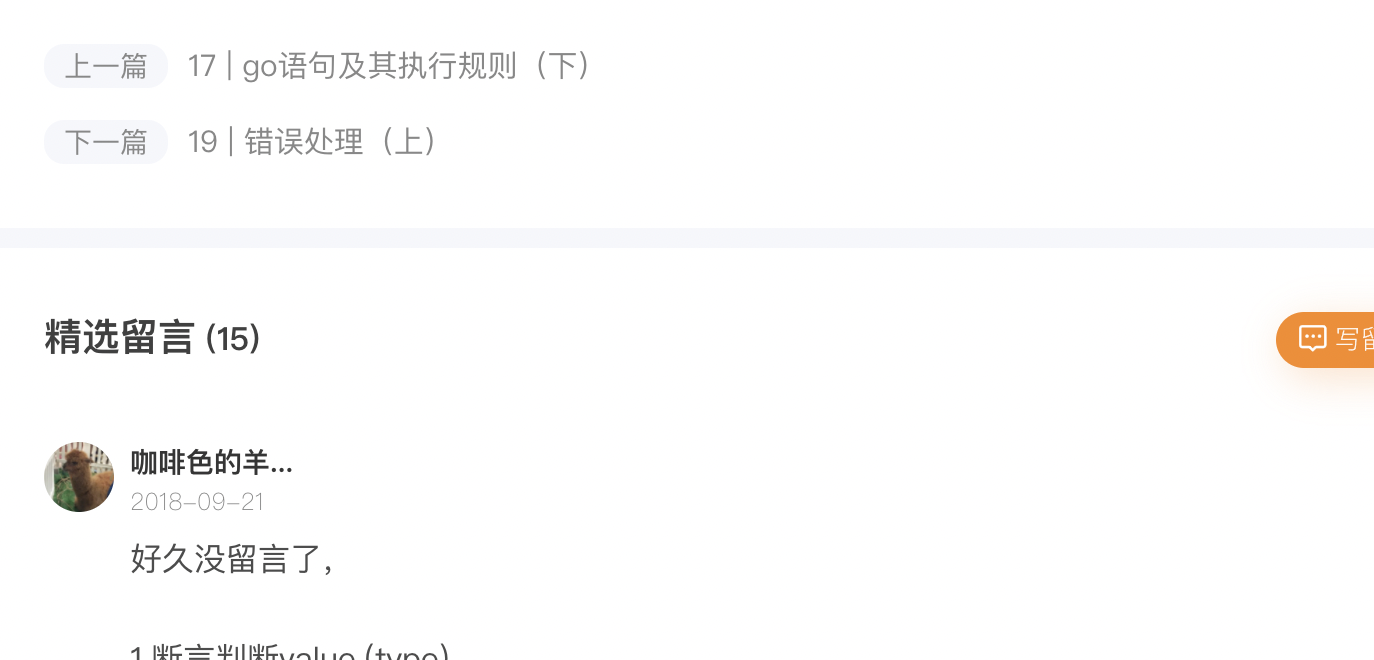 上一篇 17 | go语句及其执行规则（下）
下一篇 19 | 错误处理（上）
精选留言 (15)
写留
咖啡色的羊...
2018-09-21
好久没留言了，
1.断言判断value.(type)